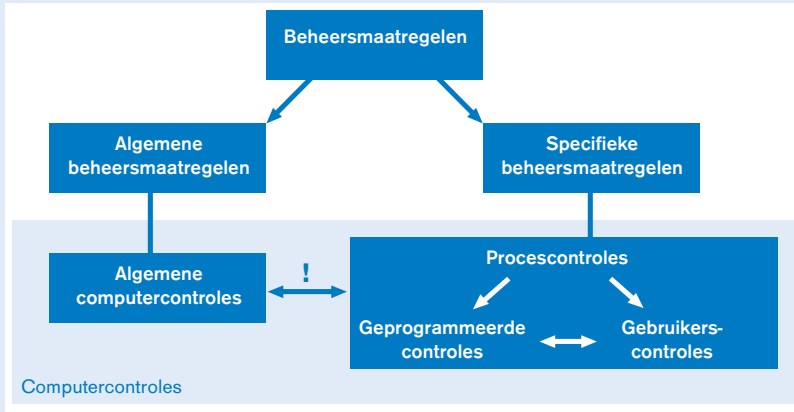 Beheersmaatregelen
Algemene
beheersmaatregelen
Specifieke
beheersmaatregelen
Algemene
computercontroles
!
Procescontroles
Geprogrammeerde
controles
Gebruikers-
controles
Computercontroles